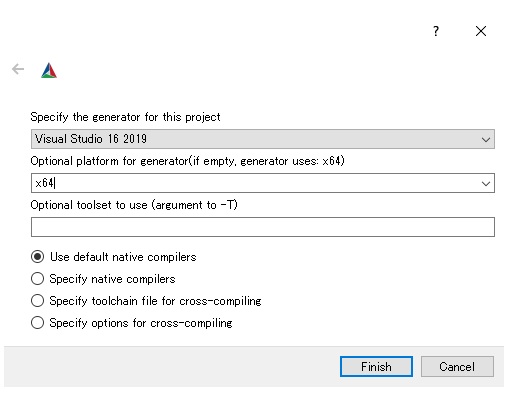 ?
Specify the generator for this project
Visual Studio 16 2019
Optional platform for generator(if empty, generator uses: x64)
x64
Optional toolset to use (argument to -T)
Use default native compilers
Specify native compilers
Specify toolchain file for cross-compiling
Specify options for cross-compiling
Finish Cancel